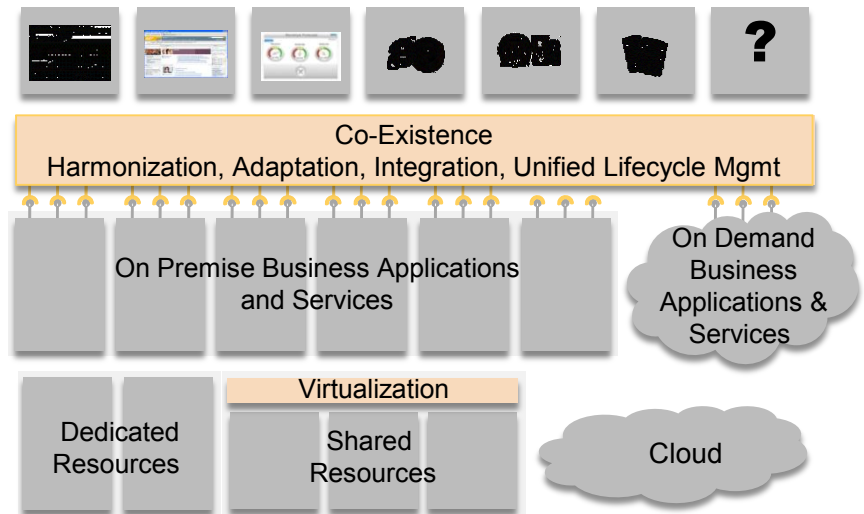 ?
Co-Existence
Harmonization, Adaptation, Integration, Unified Lifecycle Mgmt
On Premise Business Applications
and Services
On Demand
Business
Applications &
Services
Virtualization
Dedicated
Resources
Shared
Resources
Cloud